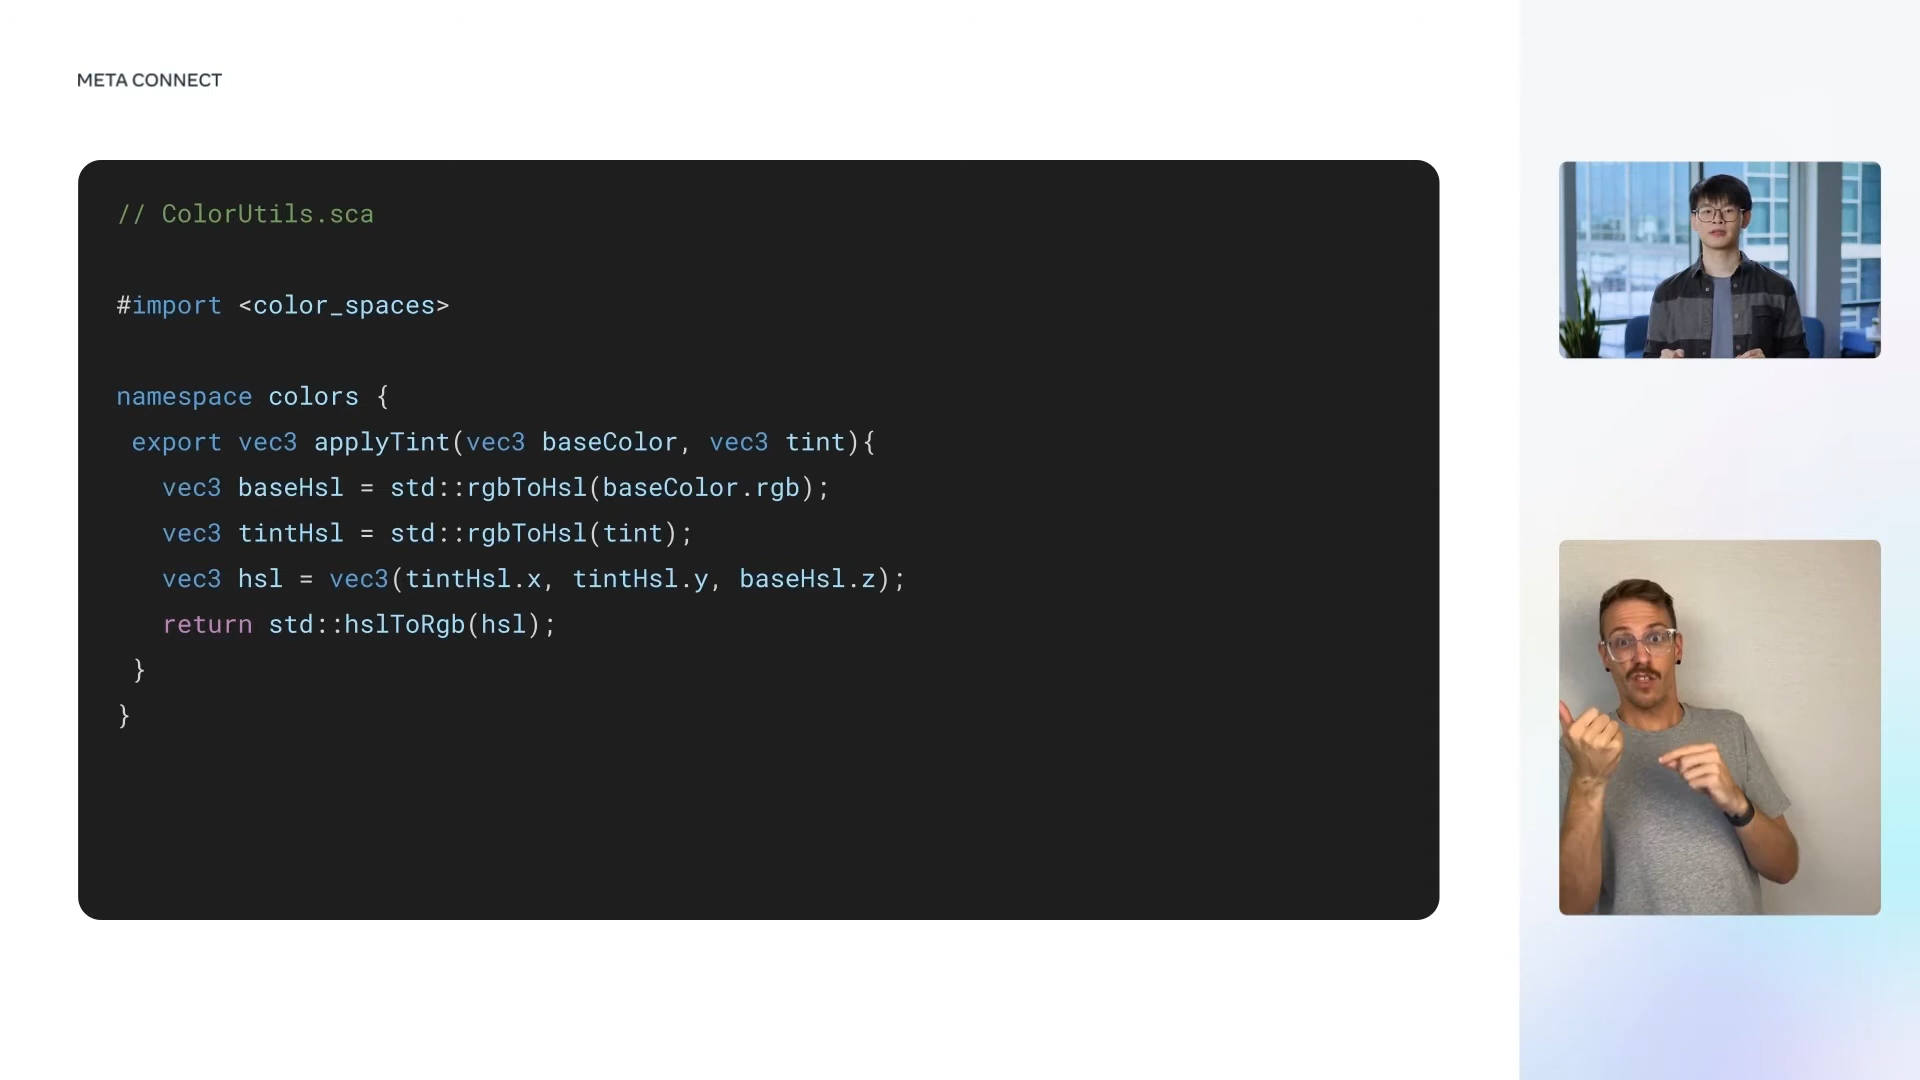 META CONNECT
// ColorUtils.sca
#import <color_spaces>
namespace colors {
export vec3 applyTint(vec3 baseColor, vec3 tint){
vec3 baseHsl = std::rgbToHsl(baseColor.rgb);
vec3 tintHsl = std::rgbToHsl(tint);
vec3 hsl = vec3(tintHsl.x, tintHsl.y, baseHsl.z);
return std::hslToRgb(hsl);
}
}